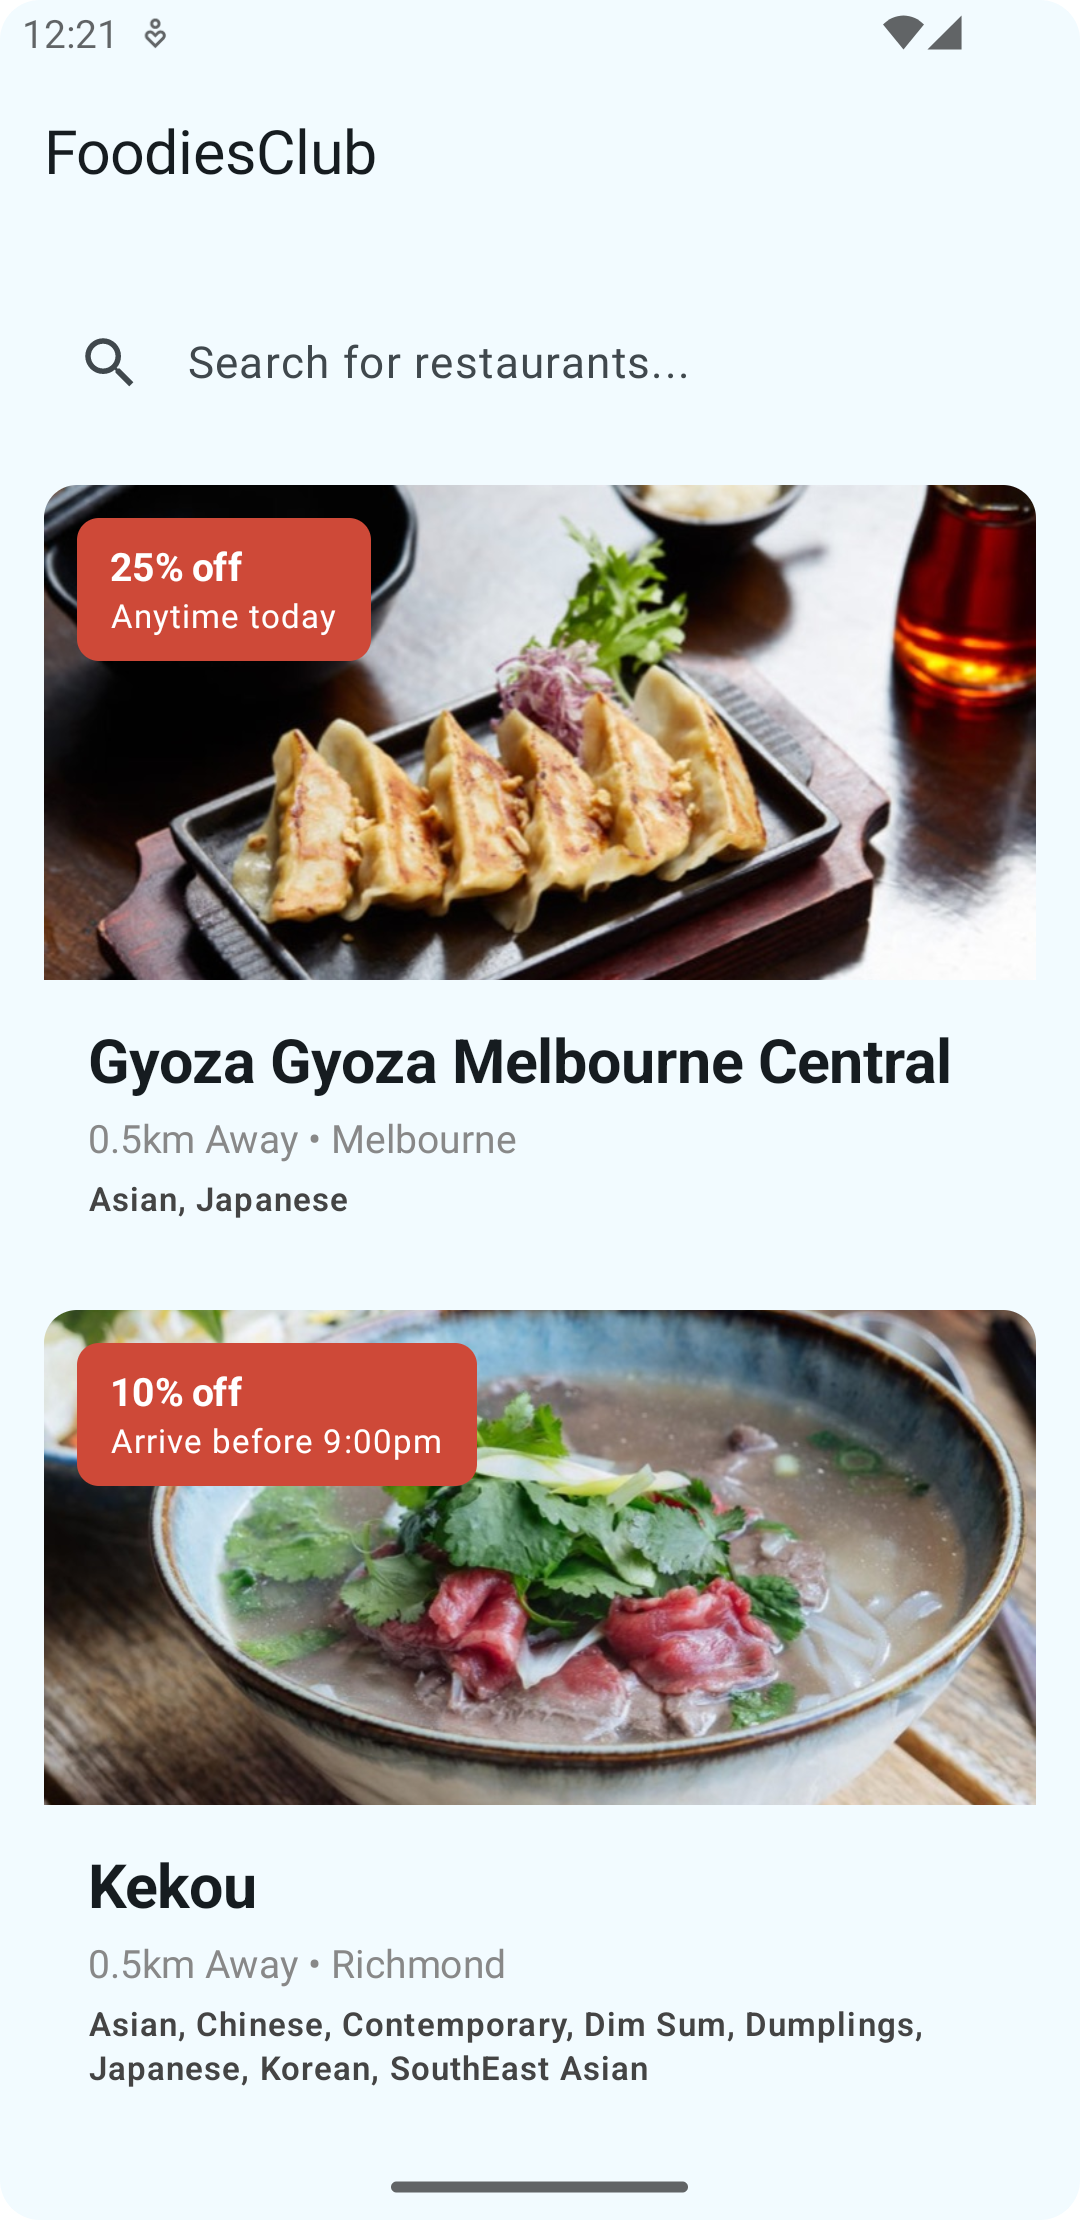 12:21
FoodiesClub
Search for restaurants...
25% off
Anytime today
Gyoza Gyoza Melbourne Central
0.5km Away • Melbourne
Asian, Japanese
10% off
Arrive before 9:00pm
Kekou
0.5km Away • Richmond
Asian, Chinese, Contemporary, Dim Sum, Dumplings,
Japanese, Korean, SouthEast Asian